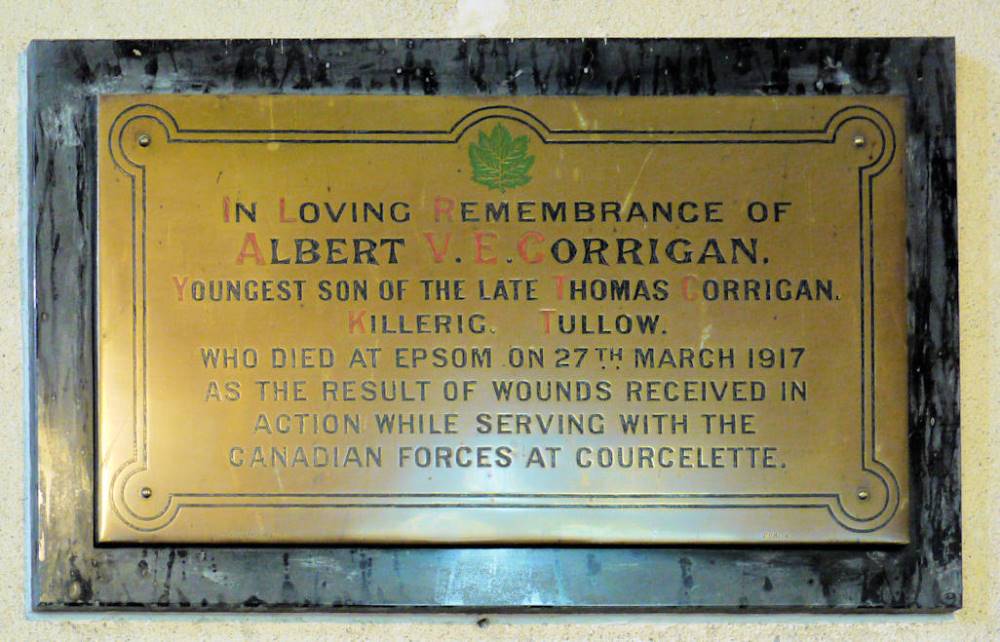 IN LOVING REMEMBRANCE OF
ALBERT V. E. CORRIGAN.
YOUNGEST SON OF THE LATE THOMAS CORRIGAN.
KILLERIG. TULLOW.
WHO DIED AT EPSOM ON 27TH MARCH 1917
AS THE RESULT OF WOUNDS RECEIVED IN
ACTION WHILE SERVING WITH THE
CANADIAN FORCES AT COURCELETTE.